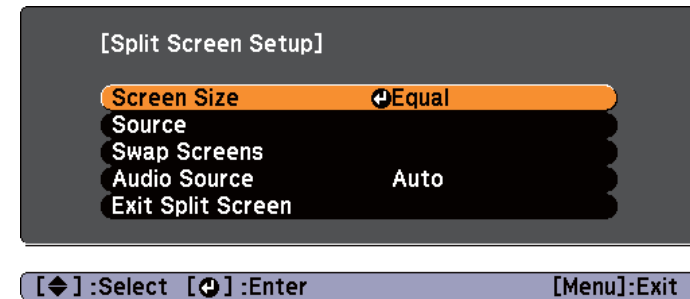 [Split Screen Setup]
Screen Size Equal
Source
Swap Screens
Audio Source Auto
Exit Split Screen
[◆]:Select [⏎]:Enter [Menu]:Exit